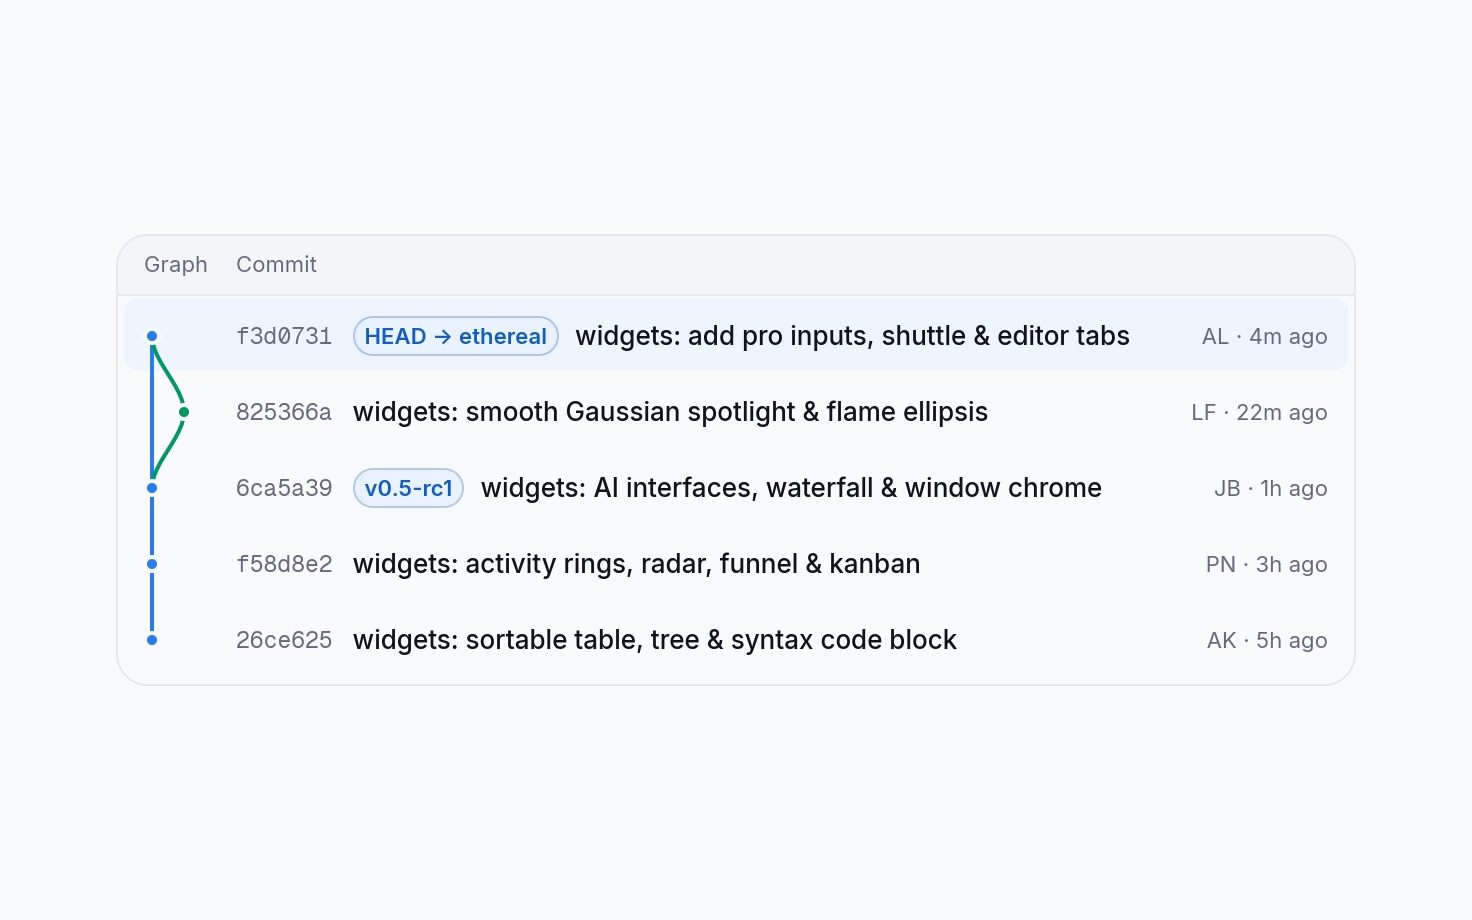 Graph Commit
f3d0731 HEAD → ethereal widgets: add pro inputs, shuttle & editor tabs AL · 4m ago
825366a widgets: smooth Gaussian spotlight & flame ellipsis LF · 22m ago
6ca5a39 v0.5-rc1 widgets: AI interfaces, waterfall & window chrome JB · 1h ago
f58d8e2 widgets: activity rings, radar, funnel & kanban PN · 3h ago
26ce625 widgets: sortable table, tree & syntax code block AK · 5h ago